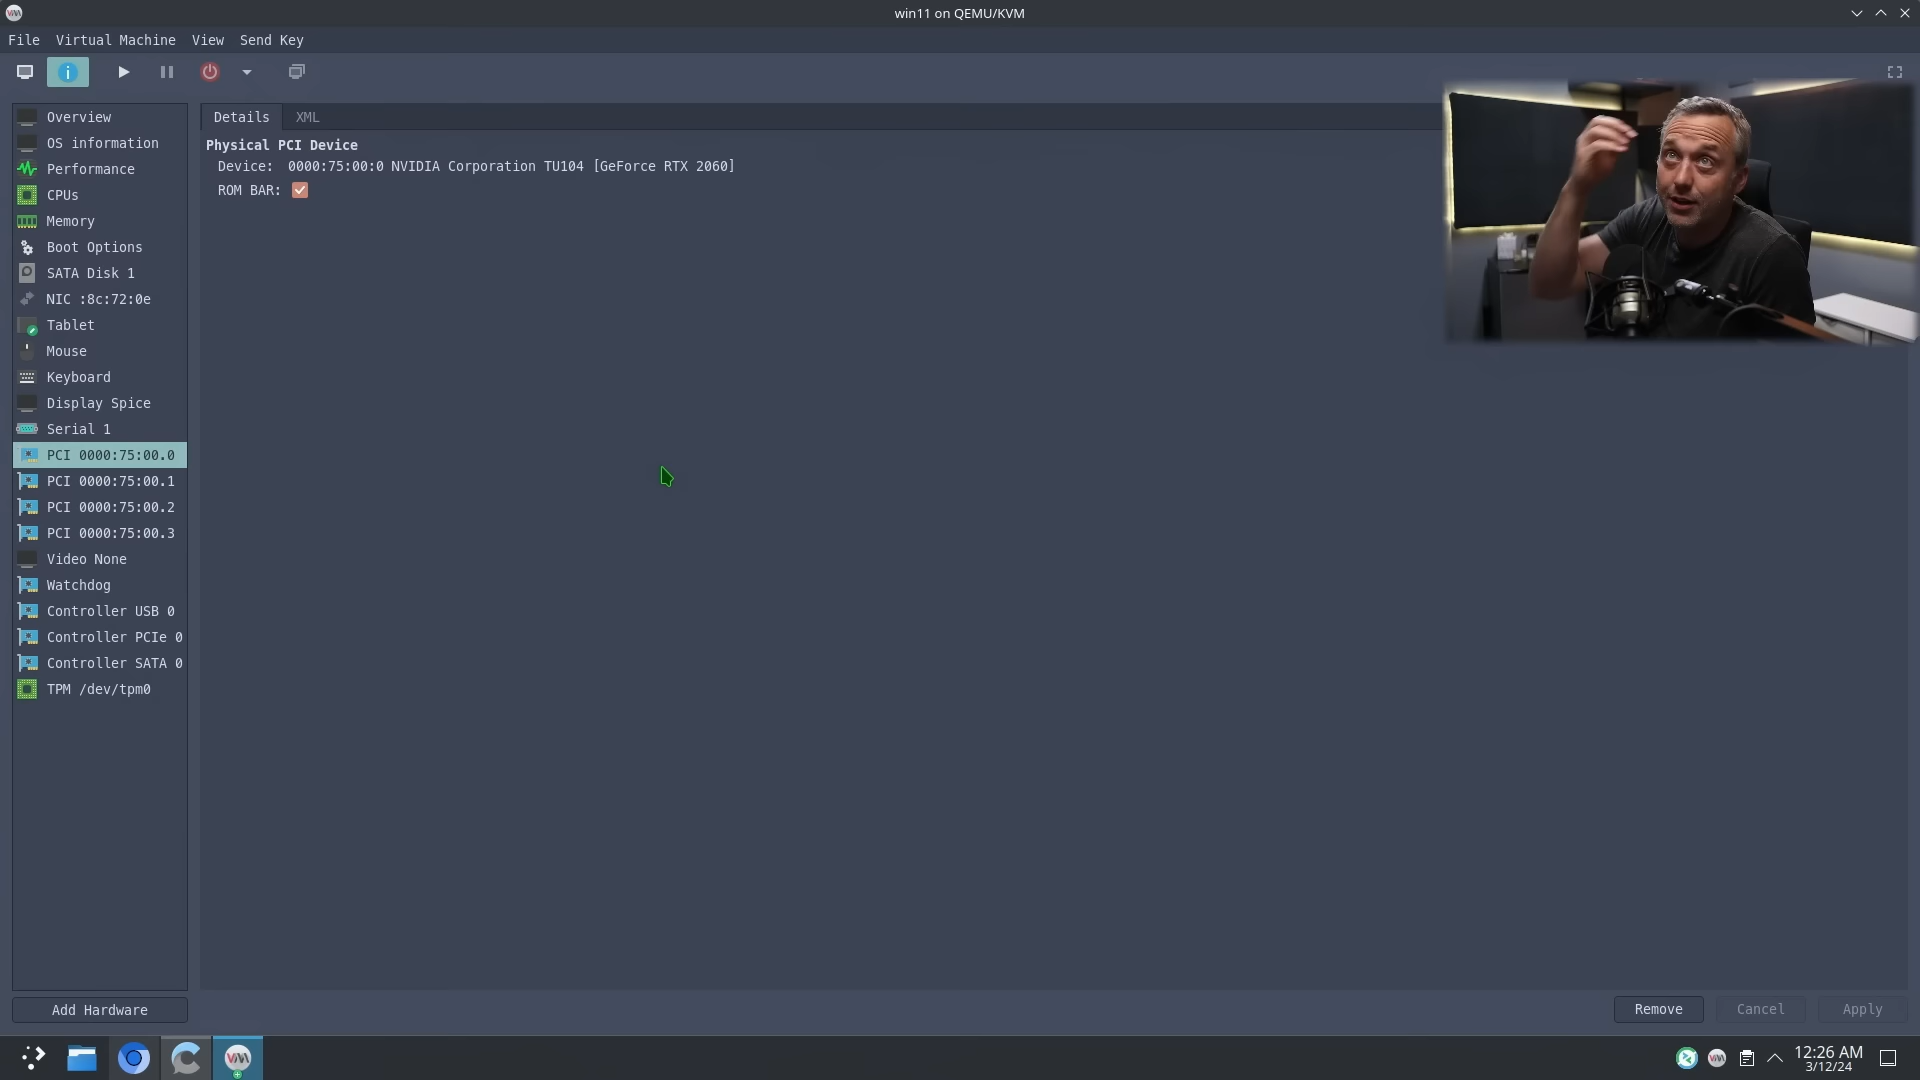 win11 on QEMU/KVM
File Virtual Machine View Send Key
Overview
OS information
Performance
CPUs
Memory
Boot Options
SATA Disk 1
NIC :8c:72:0e
Tablet
Mouse
Keyboard
Display Spice
Serial 1
PCI 0000:75:00.0
PCI 0000:75:00.1
PCI 0000:75:00.2
PCI 0000:75:00.3
Video None
Watchdog
Controller USB 0
Controller PCIe 0
Controller SATA 0
TPM /dev/tpm0
Add Hardware
Details XML
Physical PCI Device
Device: 0000:75:00:0 NVIDIA Corporation TU104 [GeForce RTX 2060]
ROM BAR:
Remove Cancel Apply
12:26 AM
3/12/24